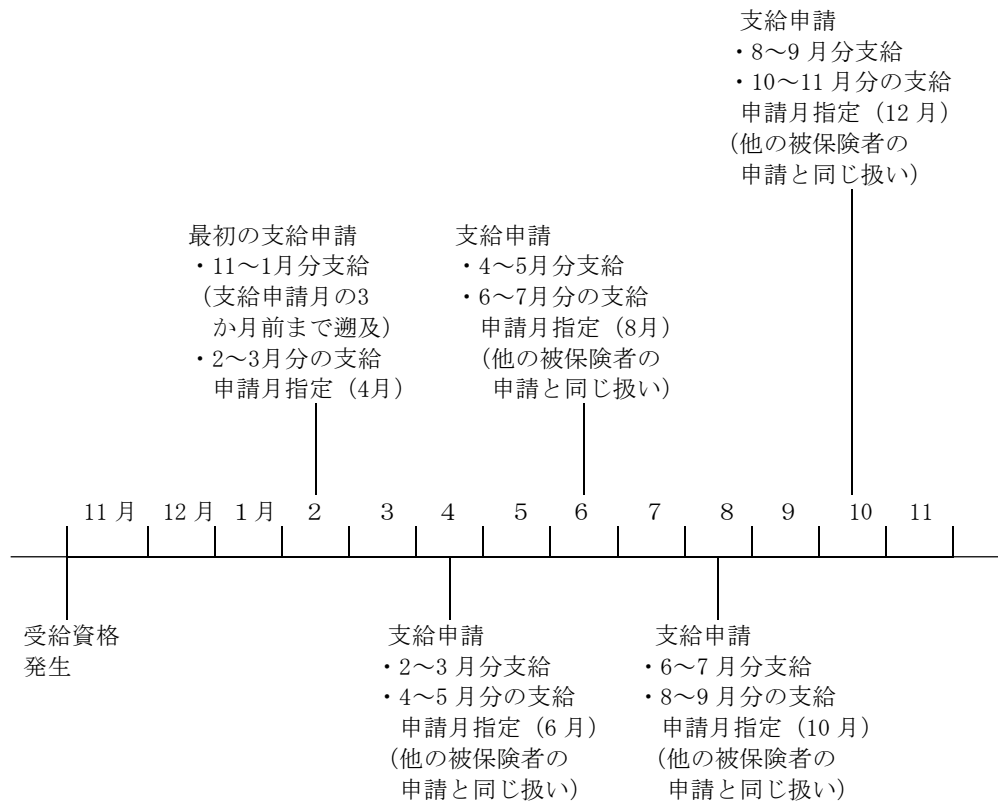 支給申請
・8～9 月分支給
・10～11 月分の支給
申請月指定（12 月）
（他の被保険者の
申請と同じ扱い）
最初の支給申請
・11～1月分支給
（支給申請月の3
か月前まで遡及）
・2～3月分の支給
申請月指定（4月）
支給申請
・4～5月分支給
・6～7月分の支給
申請月指定（8月）
（他の被保険者の
申請と同じ扱い）
11 月 12 月 1 月 2 3 4 5 6 7 8 9 10 11
受給資格
発生
支給申請
・2～3 月分支給
・4～5 月分の支給
申請月指定（6 月）
（他の被保険者の
申請と同じ扱い）
支給申請
・6～7 月分支給
・8～9 月分の支給
申請月指定（10 月）
（他の被保険者の
申請と同じ扱い）